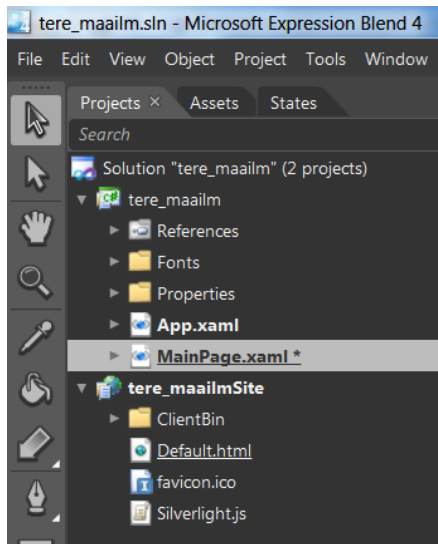 tere_maailm.sln - Microsoft Expression Blend 4
File Edit View Object Project Tools Window
Projects × Assets States
Search
Solution "tere_maailm" (2 projects)
tere_maailm
References
Fonts
Properties
App.xaml
MainPage.xaml *
tere_maailmSite
ClientBin
Default.html
favicon.ico
Silverlight.js